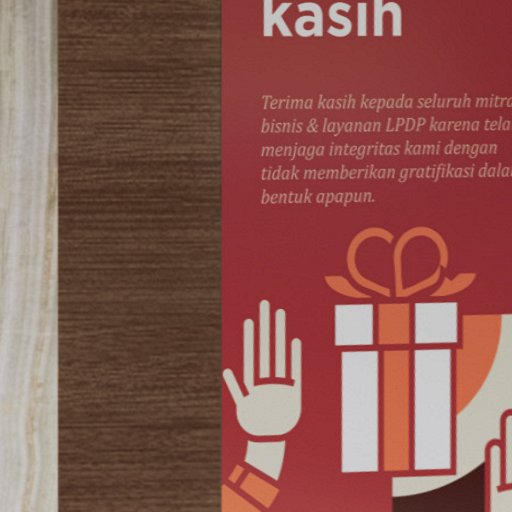 kasih
Terima kasih kepada seluruh mitra
bisnis & layanan LPDP karena tela
menjaga integritas kami dengan
tidak memberikan gratifikasi dala
bentuk apapun.